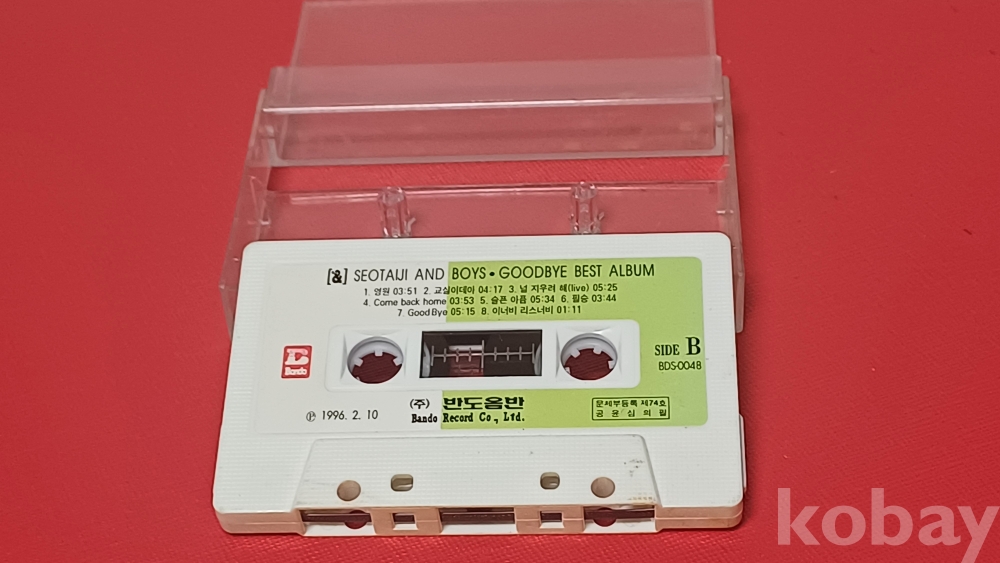 [&] SEOTAIJI AND BOYS • GOODBYE BEST ALBUM
1.영원 03:51 2. 교실이데아 04:17 3. 널 지우려 해(live) 05:25
4. Come back home 03:53 5. 슬픈 아픔 05:34 6. 필승 03:44
7. Good Bye 05:15 8. 이너비 리스너비 01:11
SIDE B
BDS-0048
Bando
℗ 1996. 2. 10
(주) 반도음반
Bando Record Co., Ltd.
문체부등록 제74호
공윤심의필
kobay